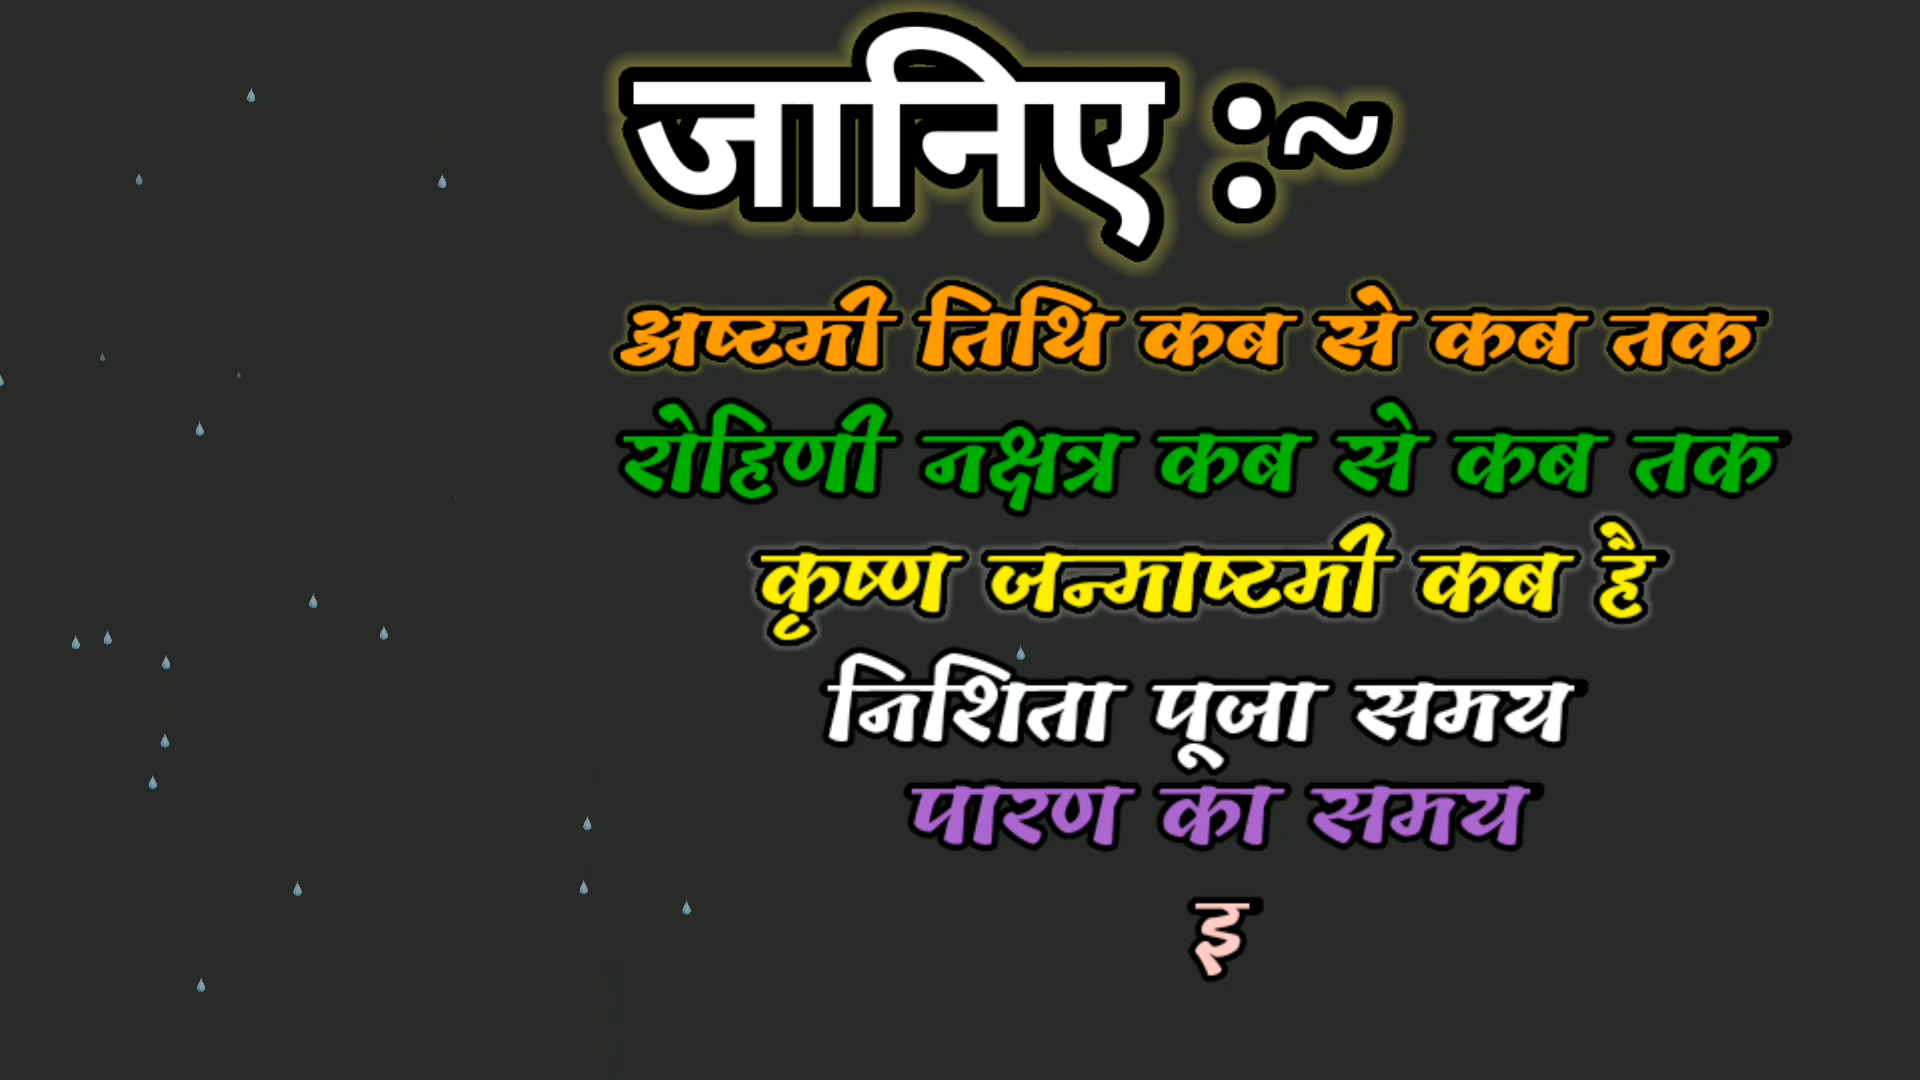 जानिए :~
अष्टमी तिथि कब से कब तक
रोहिणी नक्षत्र कब से कब तक
कृष्ण जन्माष्टमी कब है
निशिता पूजा समय
पारण का समय
इ